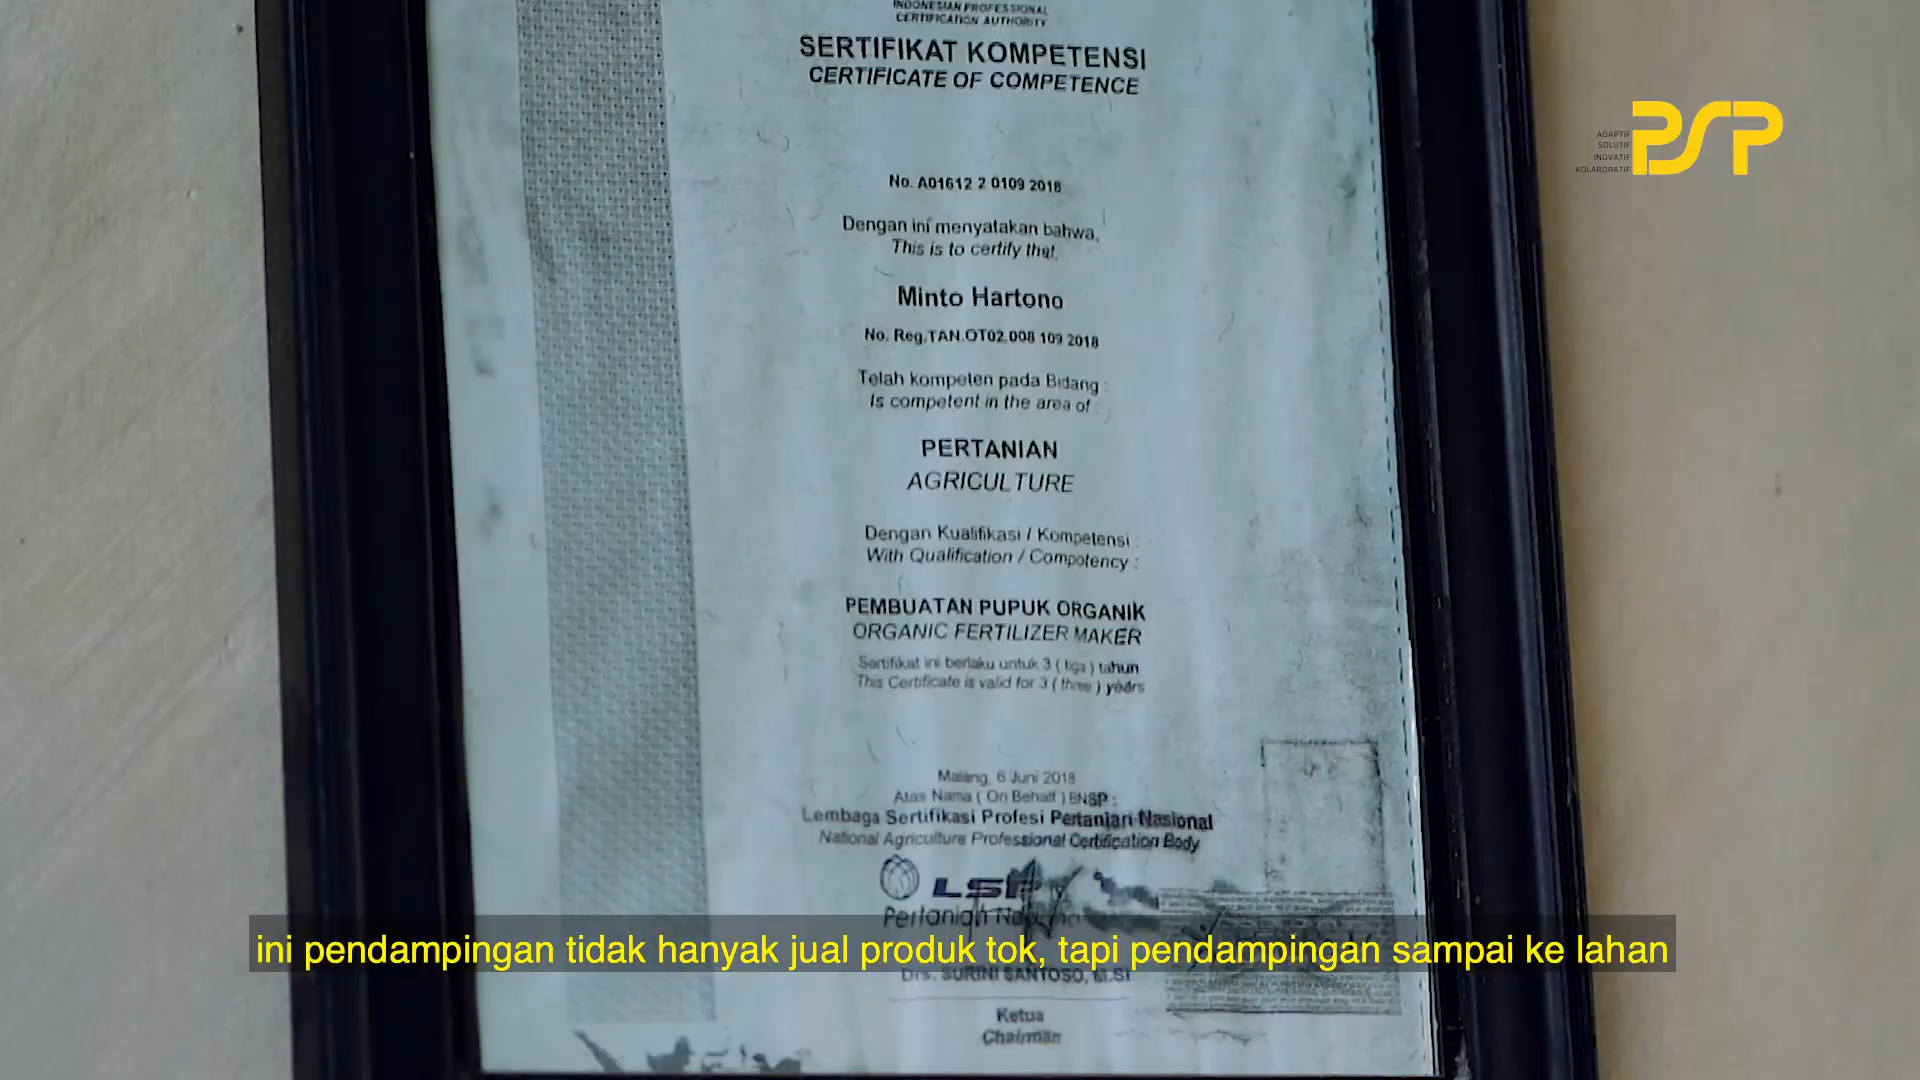 INDONESIAN PROFESSIONAL
CERTIFICATION AUTHORITY
SERTIFIKAT KOMPETENSI
CERTIFICATE OF COMPETENCE
No. A01612 2 0109 2018
Dengan ini menyatakan bahwa,
This is to certify that,
Minto Hartono
No. Reg.TAN.OT02.008 109 2018
Telah kompeten pada Bidang :
Is competent in the area of :
PERTANIAN
AGRICULTURE
Dengan Kualifikasi / Kompetensi :
With Qualification / Competency :
PEMBUATAN PUPUK ORGANIK
ORGANIC FERTILIZER MAKER
Sertifikat ini berlaku untuk 3 ( tiga ) tahun
This Certificate is valid for 3 ( three ) years
Malang, 6 Juni 2018
Atas Nama ( On Behalf ) BNSP :
Lembaga Sertifikasi Profesi Pertanian Nasional
National Agriculture Professional Certification Body
LSP
Pertanian
Drs. SURINI SANTOSO, M.SI
Ketua
Chairman
ADAPTIF
SOLUTIF
INOVATIF
KOLABORATIF
PSP
ini pendampingan tidak hanyak jual produk tok, tapi pendampingan sampai ke lahan